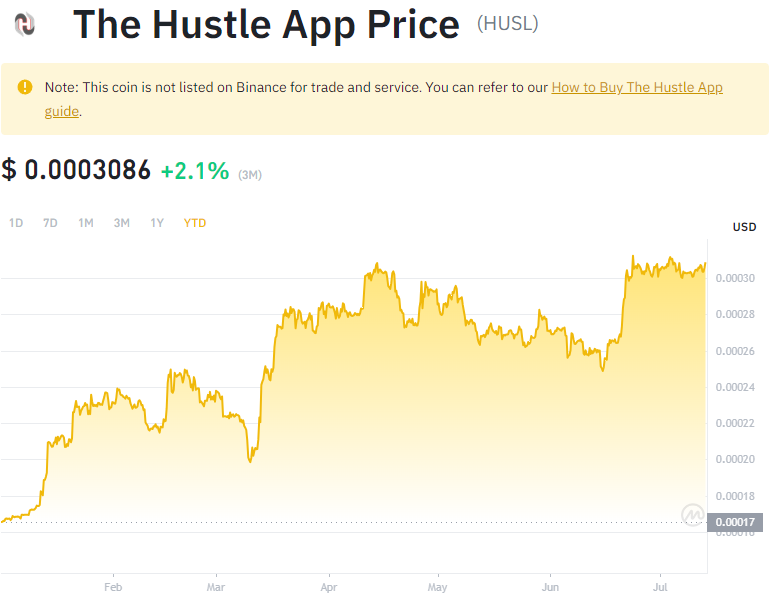 The Hustle App Price (HUSL)
Note: This coin is not listed on Binance for trade and service. You can refer to our How to Buy The Hustle App
guide.
$ 0.0003086 +2.1% (3M)
1D 7D 1M 3M 1Y YTD
USD
0.00030
0.00028
0.00026
0.00024
0.00022
0.00020
0.00018
0.00017
0.00016
Feb Mar Apr May Jun Jul